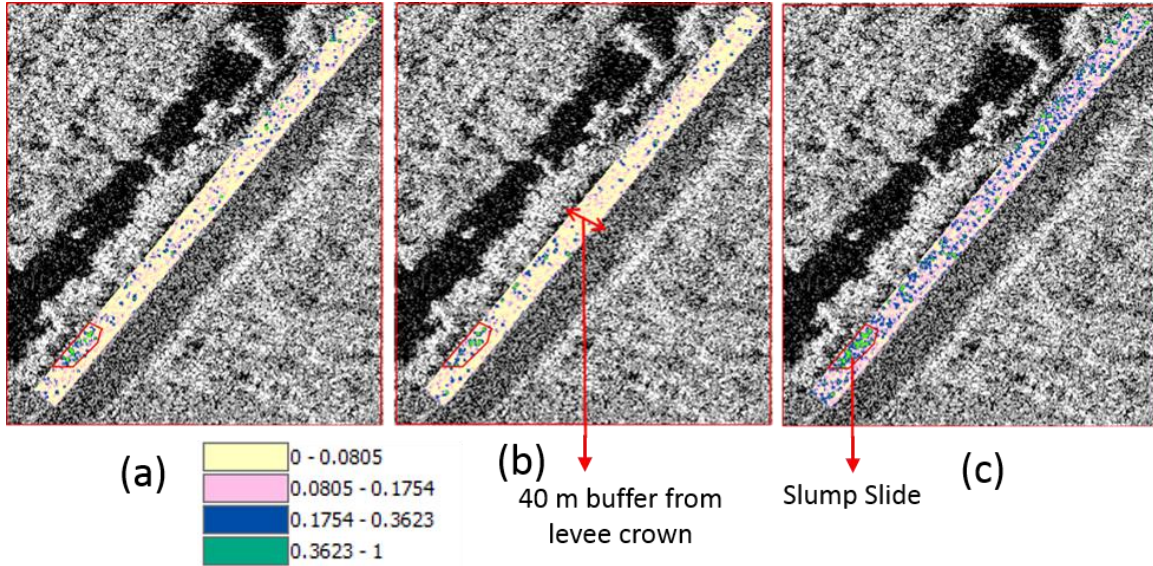 (a)
(b)
(c)
0 - 0.0805
0.0805 - 0.1754
0.1754 - 0.3623
0.3623 - 1
40 m buffer from
levee crown
Slump Slide